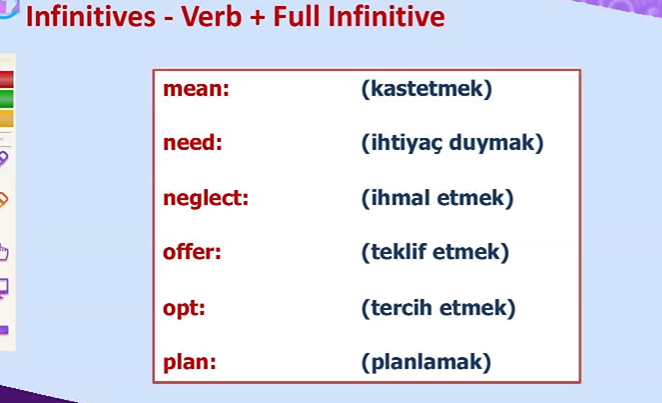 Infinitives - Verb + Full Infinitive
mean: (kastetmek)
need: (ihtiyaç duymak)
neglect: (ihmal etmek)
offer: (teklif etmek)
opt: (tercih etmek)
plan: (planlamak)